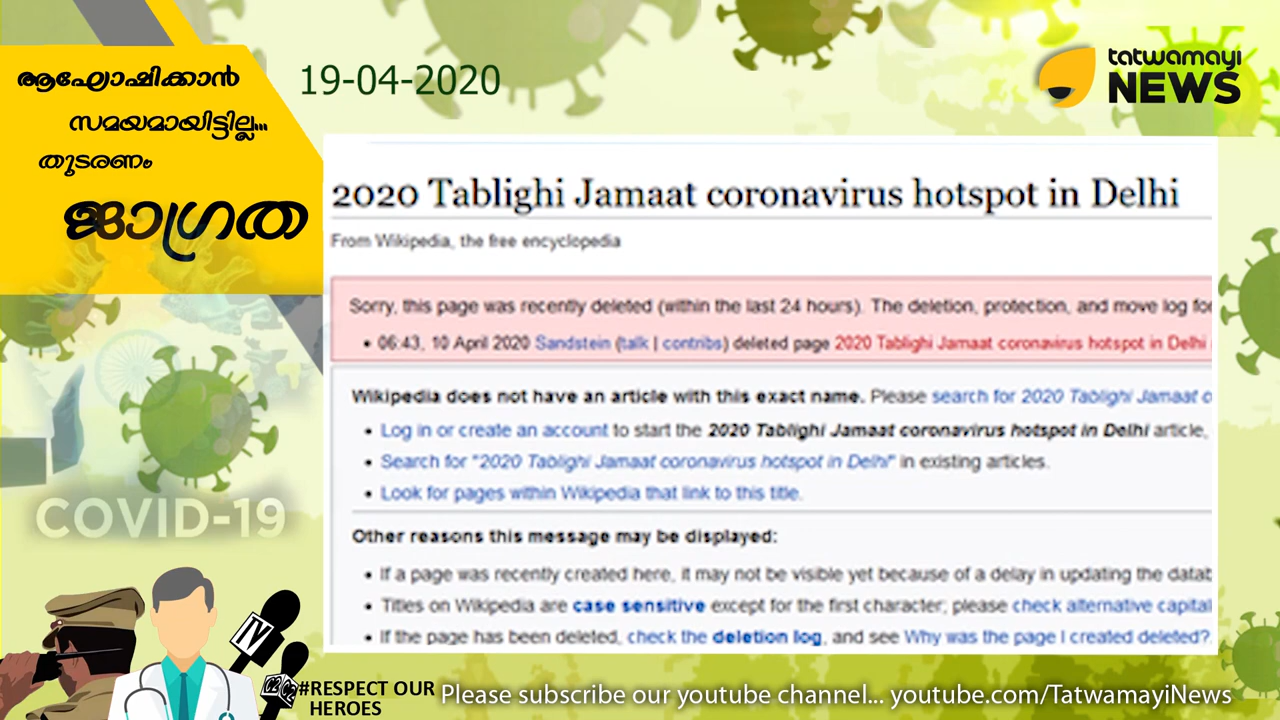 ആഘോഷിക്കാൻ
സമയമായിട്ടില്ല...
തുടരണം
ജാഗ്രത
19-04-2020
tatwamayi
NEWS
2020 Tablighi Jamaat coronavirus hotspot in Delhi
From Wikipedia, the free encyclopedia
Sorry, this page was recently deleted (within the last 24 hours). The deletion, protection, and move log for
• 06:43, 10 April 2020 Sandstein (talk | contribs) deleted page 2020 Tablighi Jamaat coronavirus hotspot in Delhi
Wikipedia does not have an article with this exact name. Please search for 2020 Tablighi Jamaat c
• Log in or create an account to start the 2020 Tablighi Jamaat coronavirus hotspot in Delhi article,
• Search for "2020 Tablighi Jamaat coronavirus hotspot in Delhi" in existing articles.
• Look for pages within Wikipedia that link to this title.
Other reasons this message may be displayed:
• If a page was recently created here, it may not be visible yet because of a delay in updating the datab
• Titles on Wikipedia are case sensitive except for the first character; please check alternative capital
• If the page has been deleted, check the deletion log, and see Why was the page I created deleted?
COVID-19
TV
#RESPECT OUR
HEROES
Please subscribe our youtube channel... youtube.com/TatwamayiNews